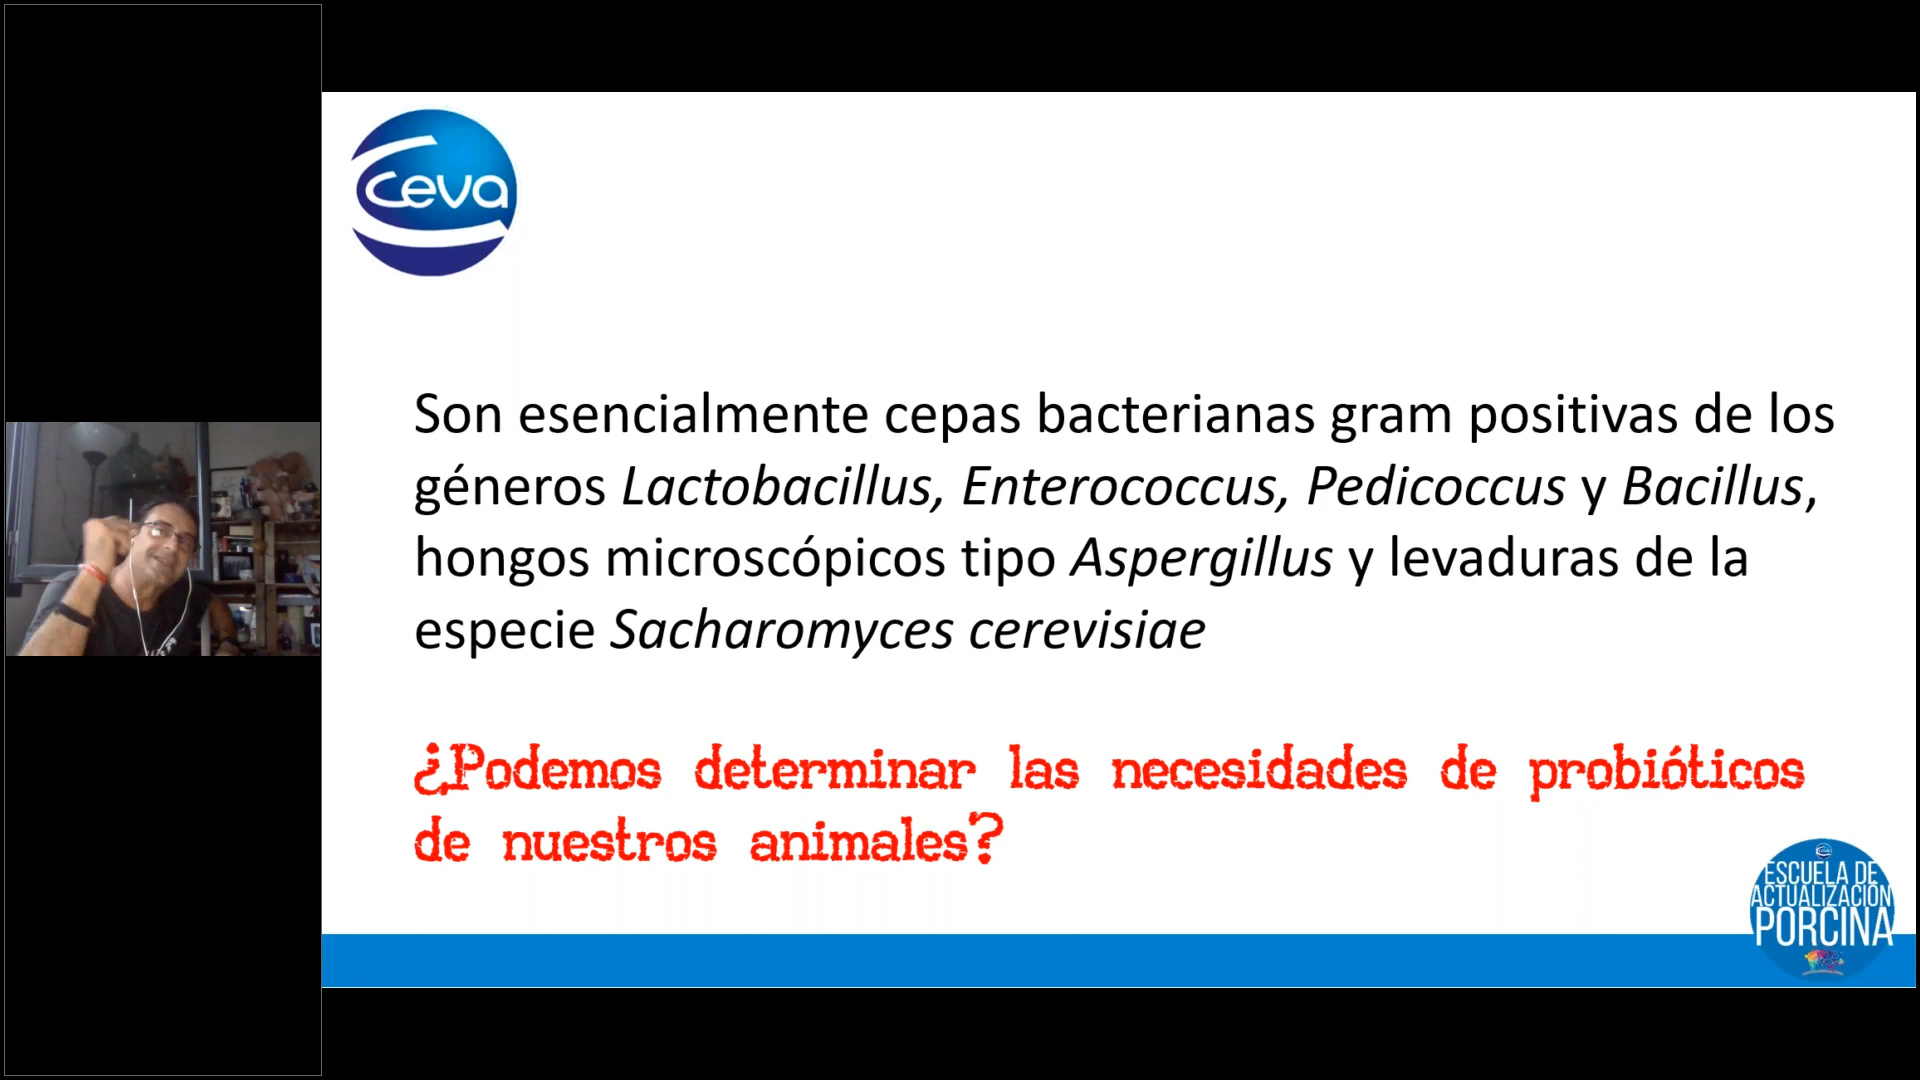 Ceva
Son esencialmente cepas bacterianas gram positivas de los
géneros Lactobacillus, Enterococcus, Pedicoccus y Bacillus,
hongos microscópicos tipo Aspergillus y levaduras de la
especie Sacharomyces cerevisiae
¿Podemos determinar las necesidades de probióticos
de nuestros animales?
ESCUELA DE
ACTUALIZACIÓN
PORCINA